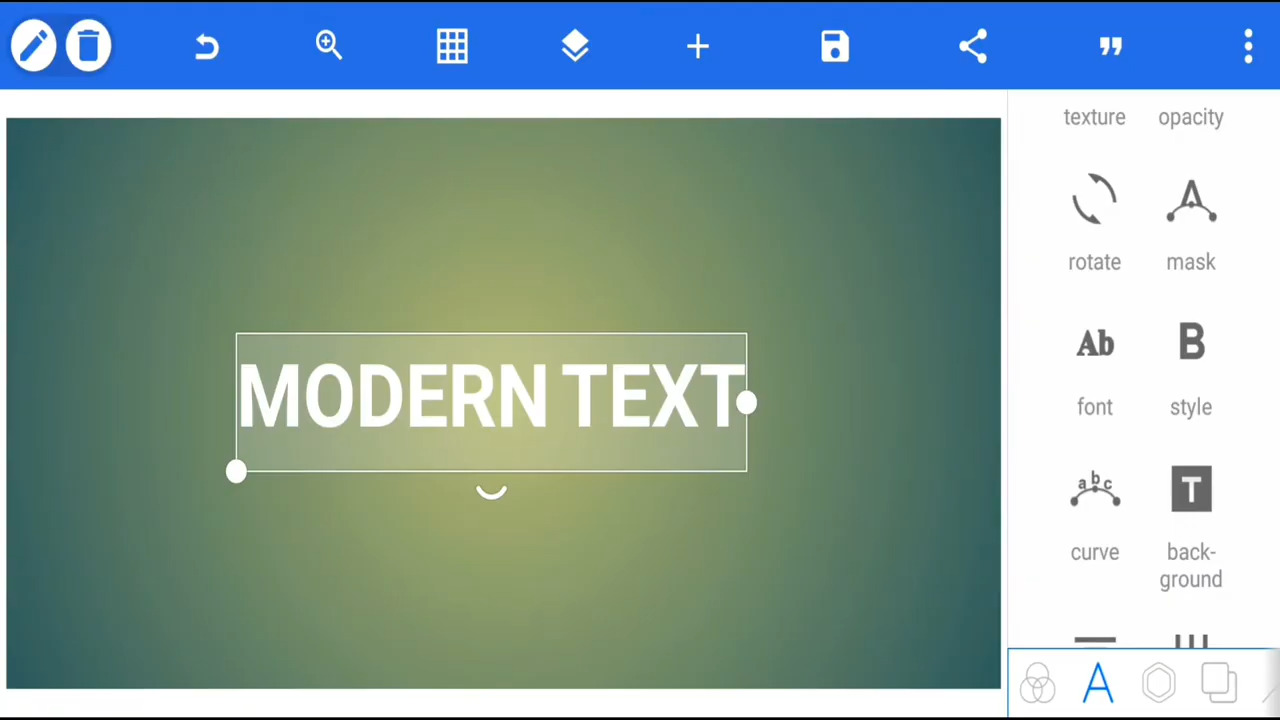 texture opacity
rotate mask
MODERN TEXT
Ab B
font style
abc T
curve back-
ground
A